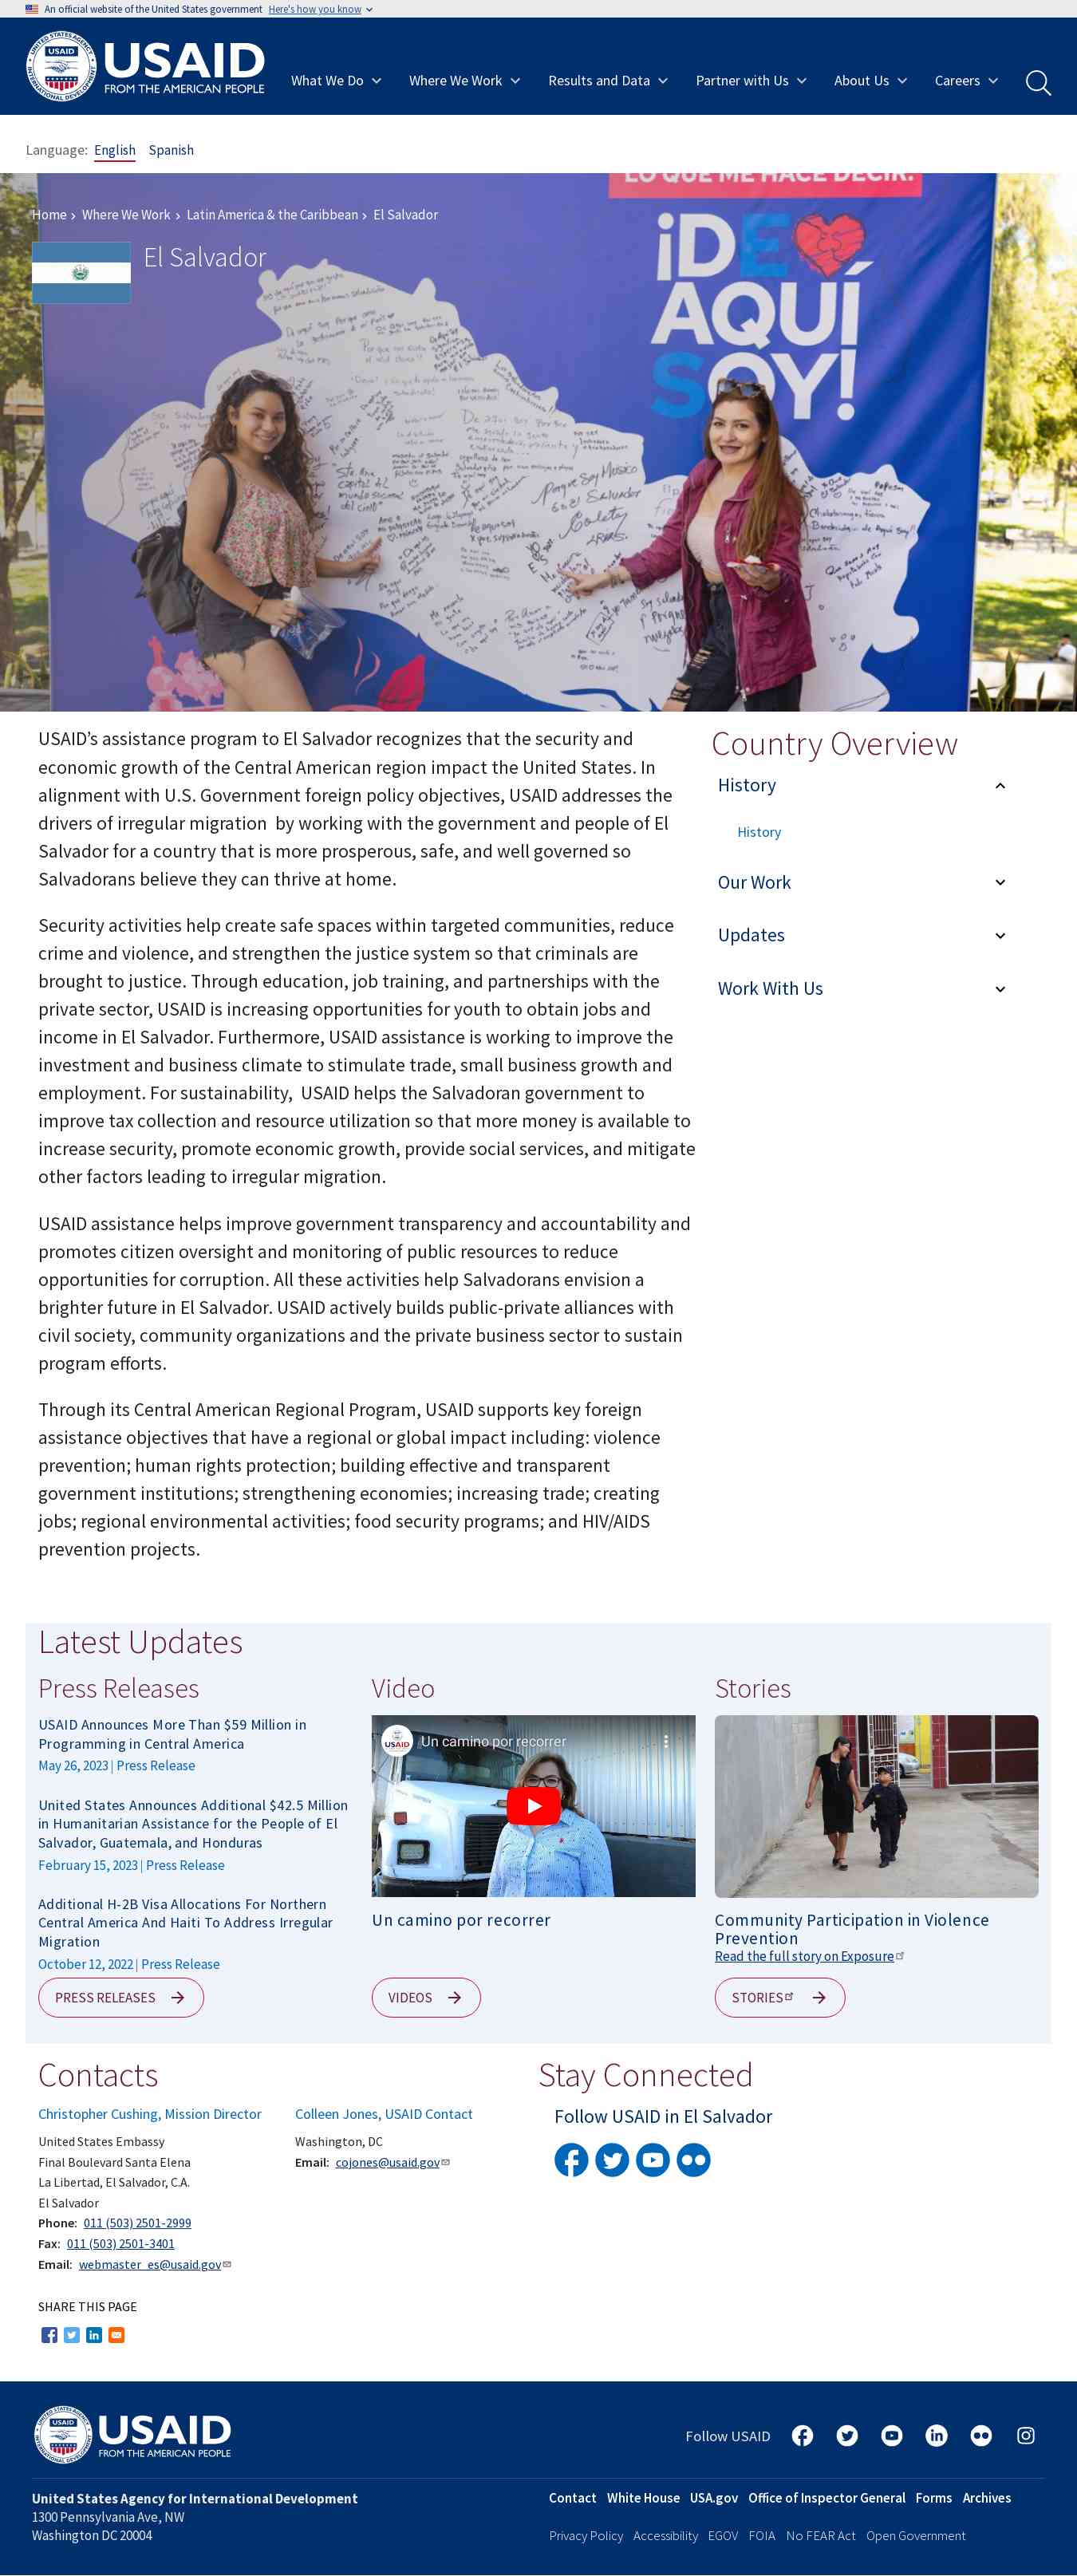 An official website of the United States government Here's how you know
USAID
FROM THE AMERICAN PEOPLE
What We Do
Where We Work
Results and Data
Partner with Us
About Us
Careers
Language: English Spanish
LO QUE ME HACE DECIR
Home > Where We Work > Latin America & the Caribbean > El Salvador
El Salvador
¡DE
AQUÍ
SOY!
USAID’s assistance program to El Salvador recognizes that the security and
economic growth of the Central American region impact the United States. In
alignment with U.S. Government foreign policy objectives, USAID addresses the
drivers of irregular migration  by working with the government and people of El
Salvador for a country that is more prosperous, safe, and well governed so
Salvadorans believe they can thrive at home.
Security activities help create safe spaces within targeted communities, reduce
crime and violence, and strengthen the justice system so that criminals are
brought to justice. Through education, job training, and partnerships with the
private sector, USAID is increasing opportunities for youth to obtain jobs and
income in El Salvador. Furthermore, USAID assistance is working to improve the
investment and business climate to stimulate trade, small business growth and
employment. For sustainability,  USAID helps the Salvadoran government to
improve tax collection and resource utilization so that more money is available to
increase security, promote economic growth, provide social services, and mitigate
other factors leading to irregular migration.
USAID assistance helps improve government transparency and accountability and
promotes citizen oversight and monitoring of public resources to reduce
opportunities for corruption. All these activities help Salvadorans envision a
brighter future in El Salvador. USAID actively builds public-private alliances with
civil society, community organizations and the private business sector to sustain
program efforts.
Through its Central American Regional Program, USAID supports key foreign
assistance objectives that have a regional or global impact including: violence
prevention; human rights protection; building effective and transparent
government institutions; strengthening economies; increasing trade; creating
jobs; regional environmental activities; food security programs; and HIV/AIDS
prevention projects.
Country Overview
History
History
Our Work
Updates
Work With Us
Latest Updates
Press Releases
USAID Announces More Than $59 Million in
Programming in Central America
May 26, 2023 | Press Release
United States Announces Additional $42.5 Million
in Humanitarian Assistance for the People of El
Salvador, Guatemala, and Honduras
February 15, 2023 | Press Release
Additional H-2B Visa Allocations For Northern
Central America And Haiti To Address Irregular
Migration
October 12, 2022 | Press Release
PRESS RELEASES
Video
USAID
Un camino por recorrer
Un camino por recorrer
VIDEOS
Stories
Community Participation in Violence
Prevention
Read the full story on Exposure
STORIES
Contacts
Christopher Cushing, Mission Director
United States Embassy
Final Boulevard Santa Elena
La Libertad, El Salvador, C.A.
El Salvador
Phone: 011 (503) 2501-2999
Fax: 011 (503) 2501-3401
Email: webmaster_es@usaid.gov
Colleen Jones, USAID Contact
Washington, DC
Email: cojones@usaid.gov
Stay Connected
Follow USAID in El Salvador
SHARE THIS PAGE
USAID
FROM THE AMERICAN PEOPLE
Follow USAID
United States Agency for International Development
1300 Pennsylvania Ave, NW
Washington DC 20004
Contact White House USA.gov Office of Inspector General Forms Archives
Privacy Policy Accessibility EGOV FOIA No FEAR Act Open Government